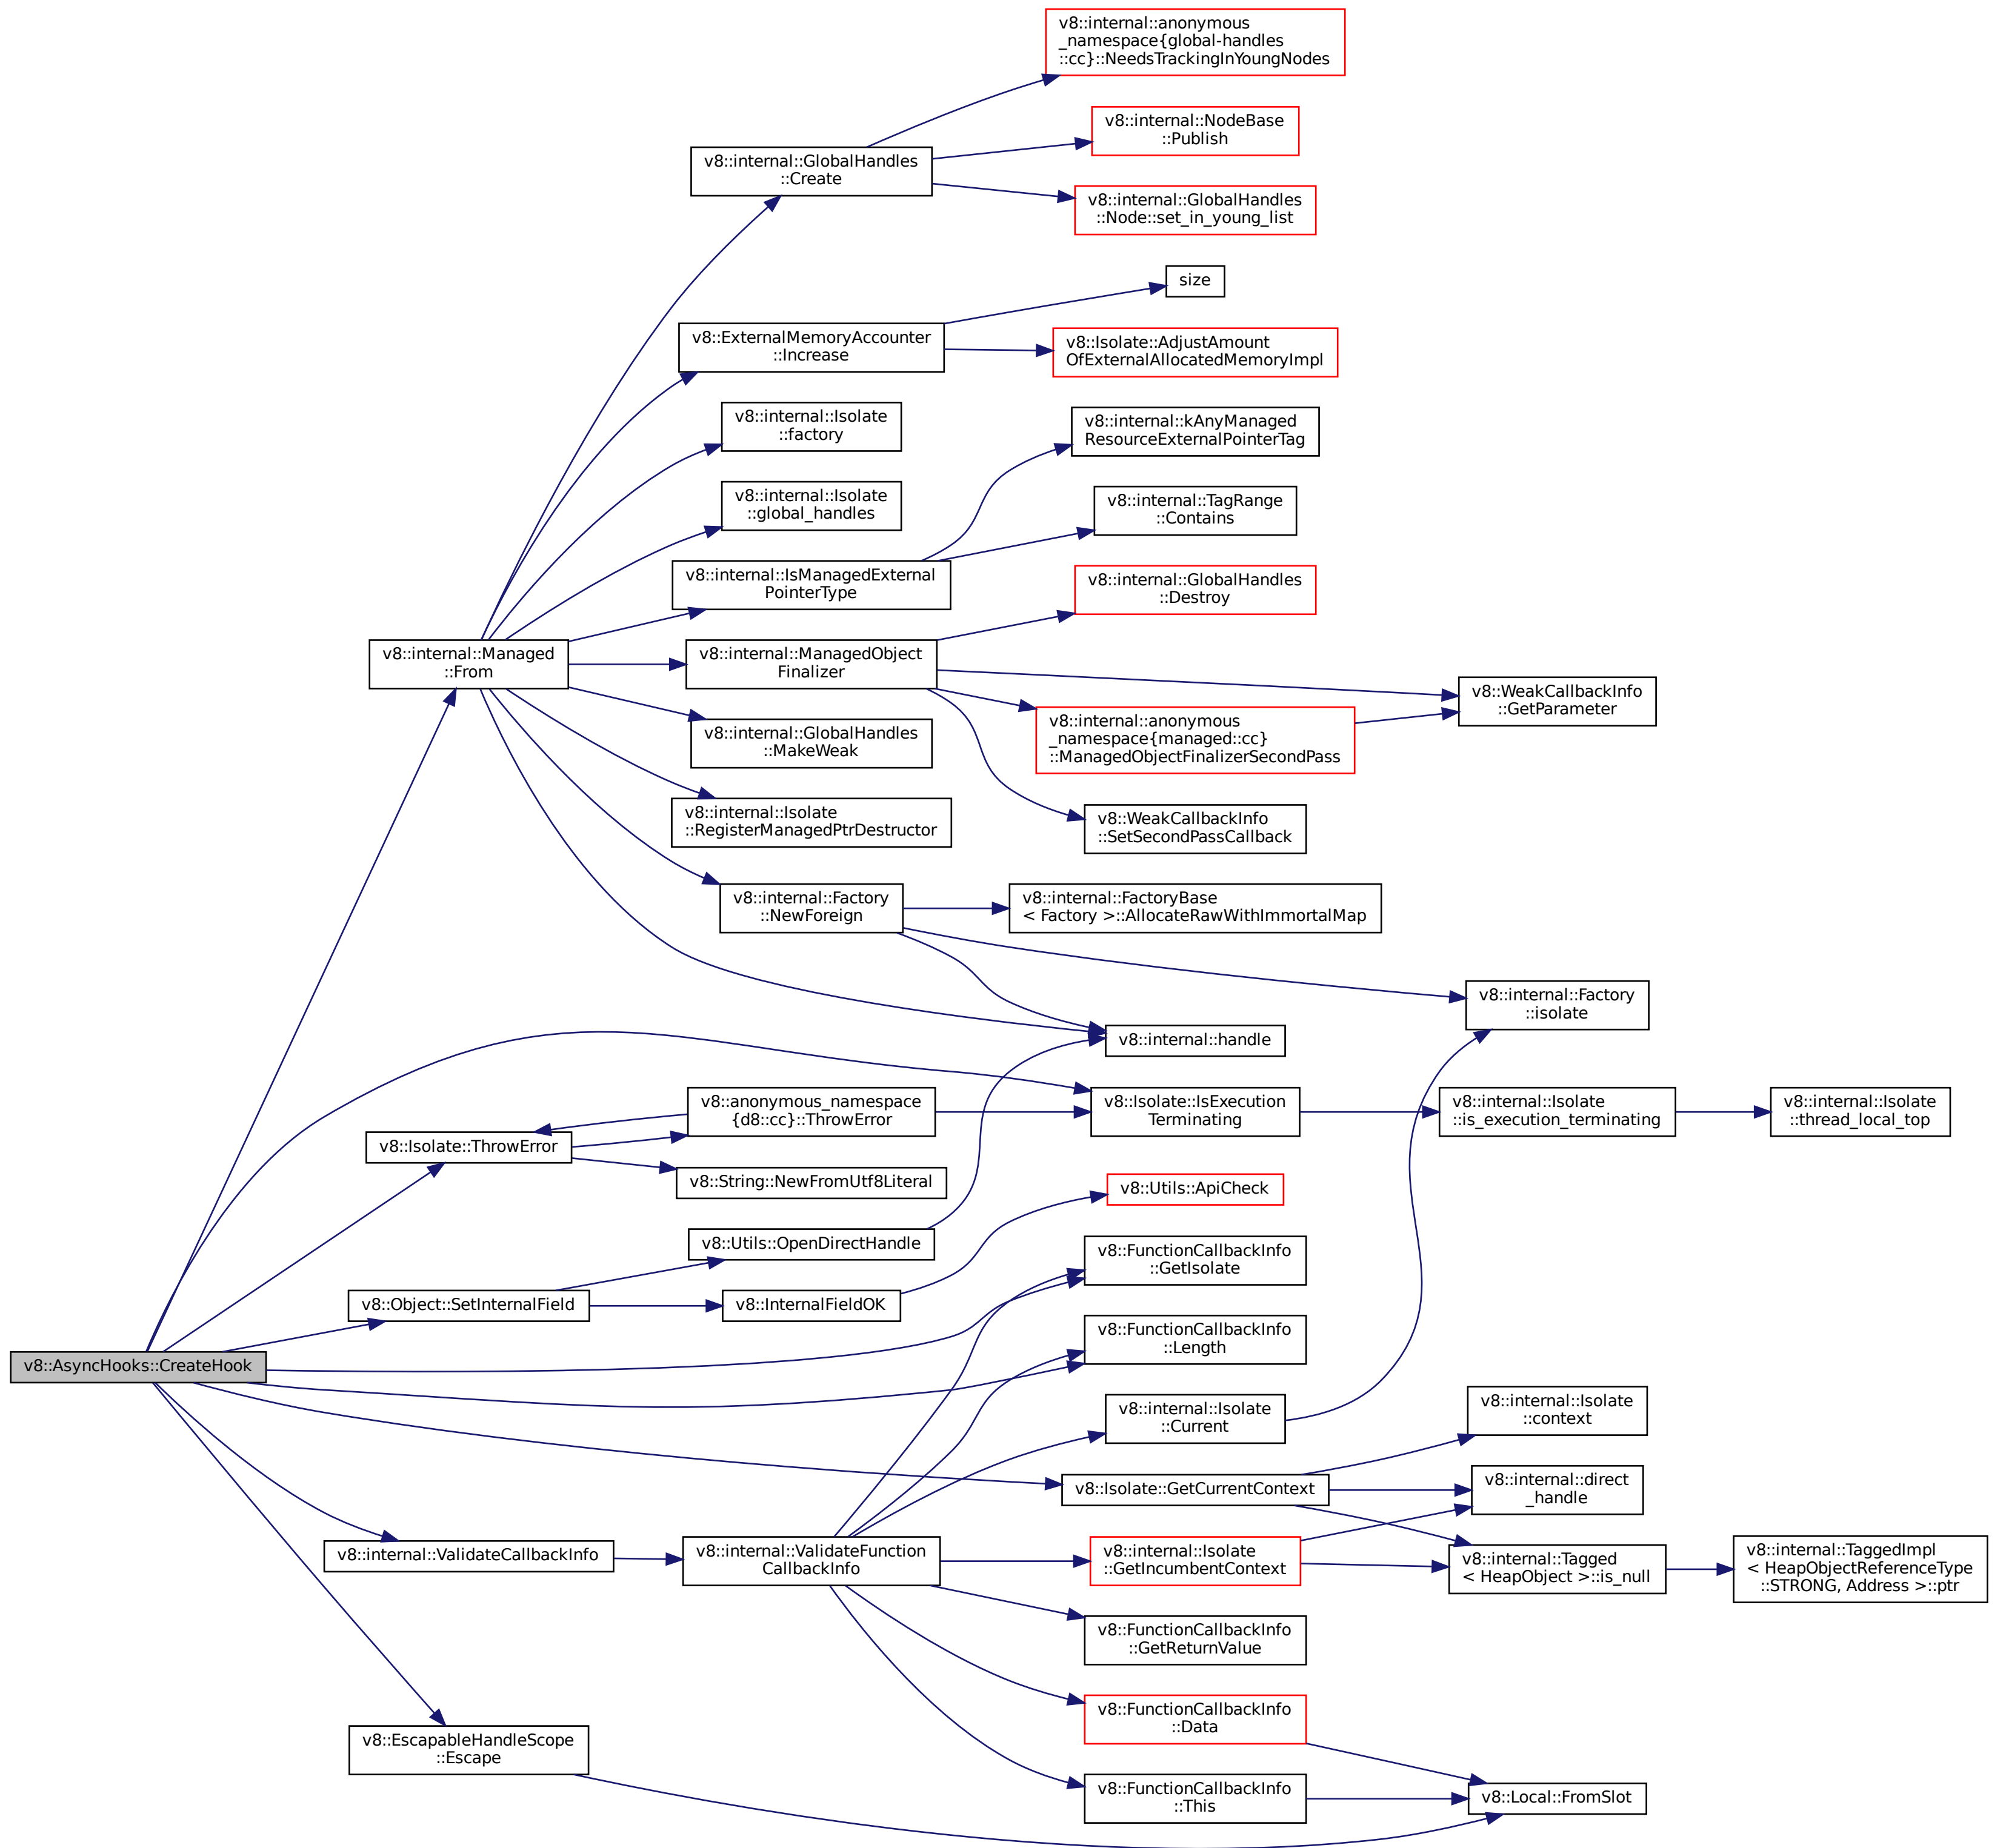 v8::internal::anonymous
_namespace{global-handles
::cc}::NeedsTrackingInYoungNodes
v8::internal::NodeBase
::Publish
v8::internal::GlobalHandles
::Create
v8::internal::GlobalHandles
::Node::set_in_young_list
size
v8::ExternalMemoryAccounter
::Increase
v8::Isolate::AdjustAmount
OfExternalAllocatedMemoryImpl
v8::internal::Isolate
::factory
v8::internal::kAnyManaged
ResourceExternalPointerTag
v8::internal::Isolate
::global_handles
v8::internal::TagRange
::Contains
v8::internal::IsManagedExternal
PointerType
v8::internal::GlobalHandles
::Destroy
v8::internal::Managed
::From
v8::internal::ManagedObject
Finalizer
v8::WeakCallbackInfo
::GetParameter
v8::internal::anonymous
_namespace{managed::cc}
::ManagedObjectFinalizerSecondPass
v8::internal::GlobalHandles
::MakeWeak
v8::internal::Isolate
::RegisterManagedPtrDestructor
v8::WeakCallbackInfo
::SetSecondPassCallback
v8::internal::Factory
::NewForeign
v8::internal::FactoryBase
< Factory >::AllocateRawWithImmortalMap
v8::internal::Factory
::isolate
v8::internal::handle
v8::anonymous_namespace
{d8::cc}::ThrowError
v8::Isolate::IsExecution
Terminating
v8::internal::Isolate
::is_execution_terminating
v8::internal::Isolate
::thread_local_top
v8::Isolate::ThrowError
v8::String::NewFromUtf8Literal
v8::Utils::ApiCheck
v8::Utils::OpenDirectHandle
v8::FunctionCallbackInfo
::GetIsolate
v8::Object::SetInternalField
v8::InternalFieldOK
v8::FunctionCallbackInfo
::Length
v8::AsyncHooks::CreateHook
v8::internal::Isolate
::Current
v8::internal::Isolate
::context
v8::Isolate::GetCurrentContext
v8::internal::direct
_handle
v8::internal::ValidateCallbackInfo
v8::internal::ValidateFunction
CallbackInfo
v8::internal::Isolate
::GetIncumbentContext
v8::internal::Tagged
< HeapObject >::is_null
v8::internal::TaggedImpl
< HeapObjectReferenceType
::STRONG, Address >::ptr
v8::FunctionCallbackInfo
::GetReturnValue
v8::FunctionCallbackInfo
::Data
v8::EscapableHandleScope
::Escape
v8::FunctionCallbackInfo
::This
v8::Local::FromSlot